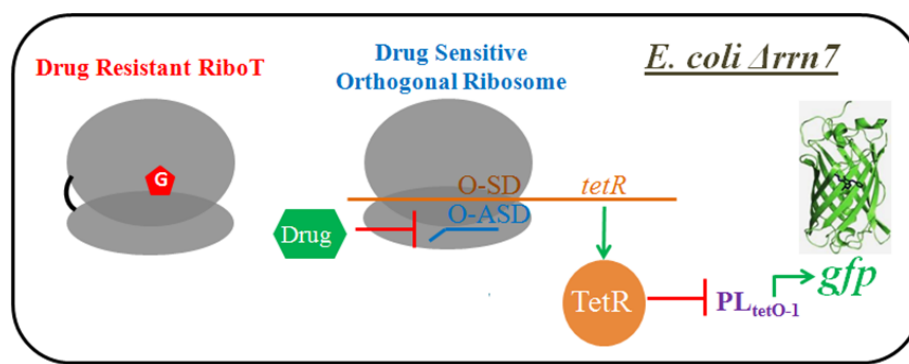 Drug Resistant RiboT
Drug Sensitive
Orthogonal Ribosome
E. coli Δrrn7
G
O-SD
tetR
O-ASD
Drug
TetR
PLtetO-1
gfp